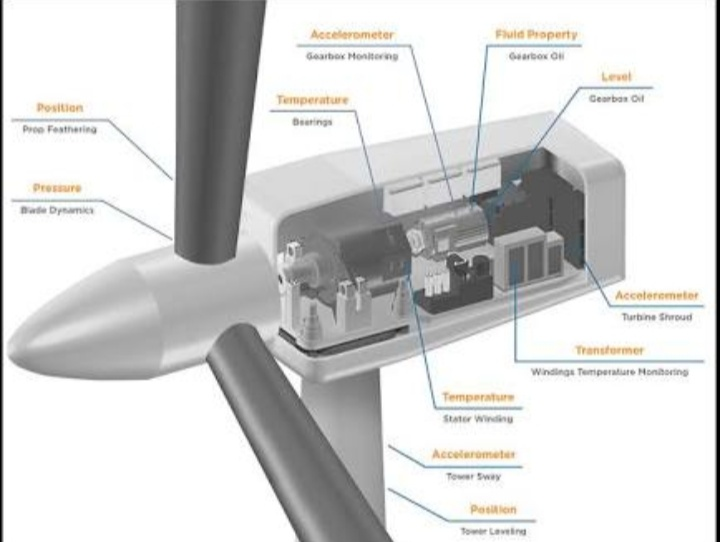 Accelerometer
Gearbox Monitoring
Fluid Property
Gearbox Oil
Level
Gearbox Oil
Temperature
Bearings
Position
Prop Feathering
Pressure
Blade Dynamics
Accelerometer
Turbine Shroud
Transformer
Windings Temperature Monitoring
Temperature
Stator Winding
Accelerometer
Tower Sway
Position
Tower Leveling